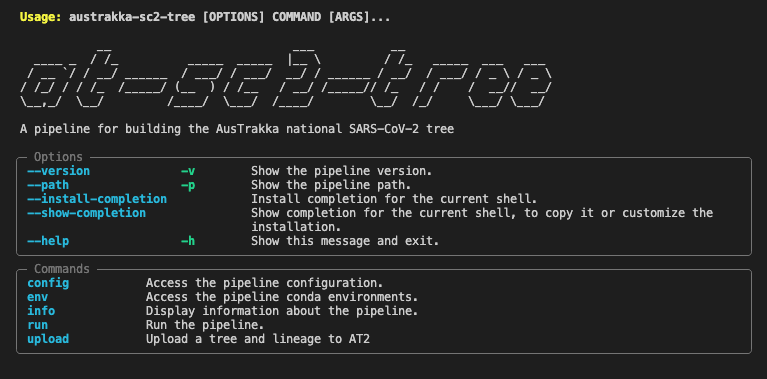 Usage: austrakka-sc2-tree [OPTIONS] COMMAND [ARGS]...
at-sc2-tree
A pipeline for building the AusTrakka national SARS-CoV-2 tree
Options
--version -v Show the pipeline version.
--path -p Show the pipeline path.
--install-completion Install completion for the current shell.
--show-completion Show completion for the current shell, to copy it or customize the
installation.
--help -h Show this message and exit.
Commands
config Access the pipeline configuration.
env Access the pipeline conda environments.
info Display information about the pipeline.
run Run the pipeline.
upload Upload a tree and lineage to AT2